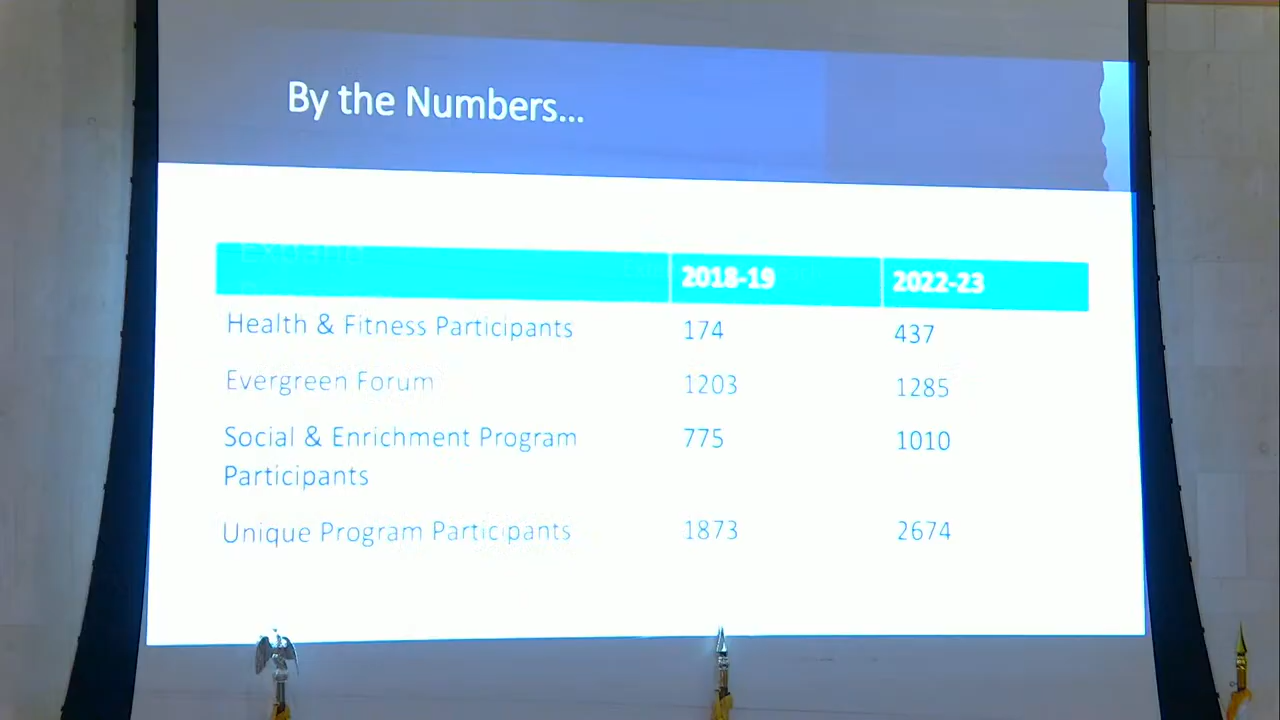 By the Numbers...
2018-19 2022-23
Health & Fitness Participants 174 437
Evergreen Forum 1203 1285
Social & Enrichment Program 775 1010
Participants
Unique Program Participants 1873 2674